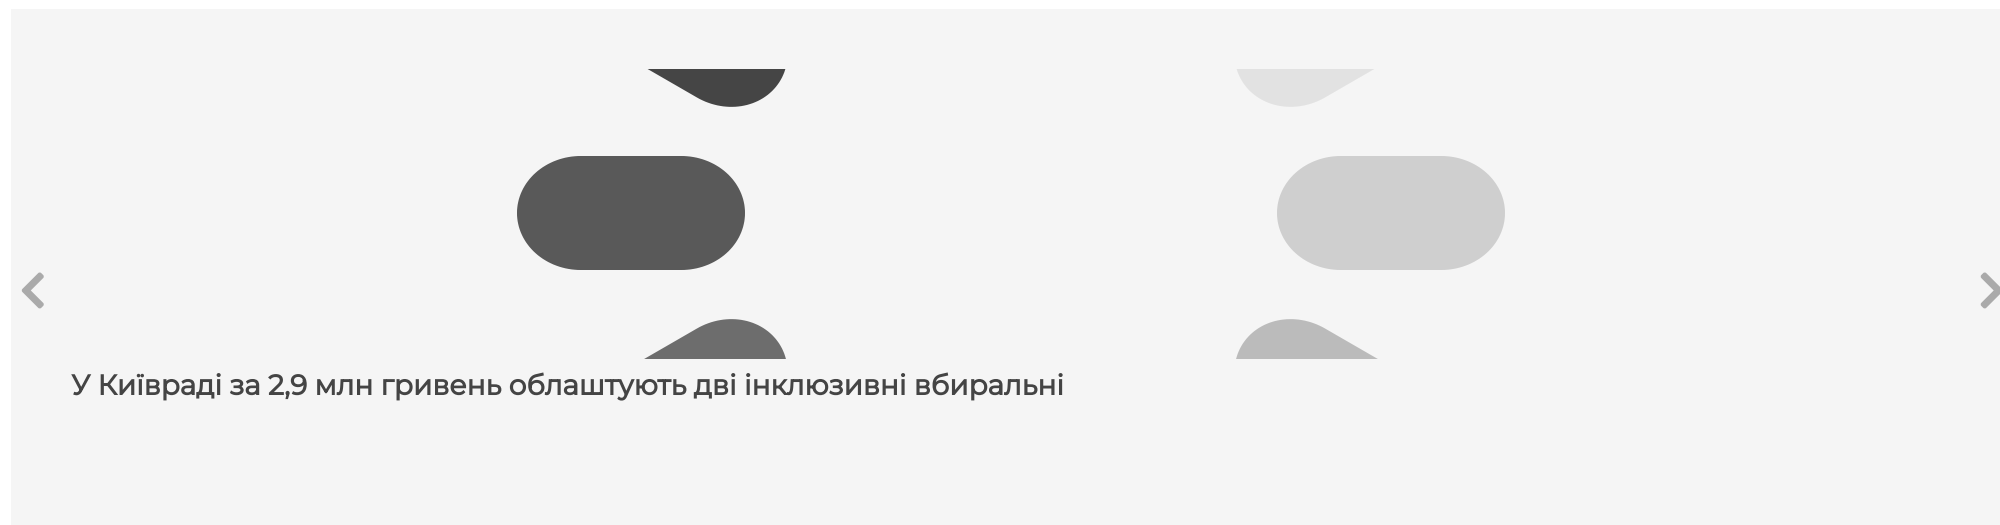 У Київраді за 2,9 млн гривень облаштують дві інклюзивні вбиральні